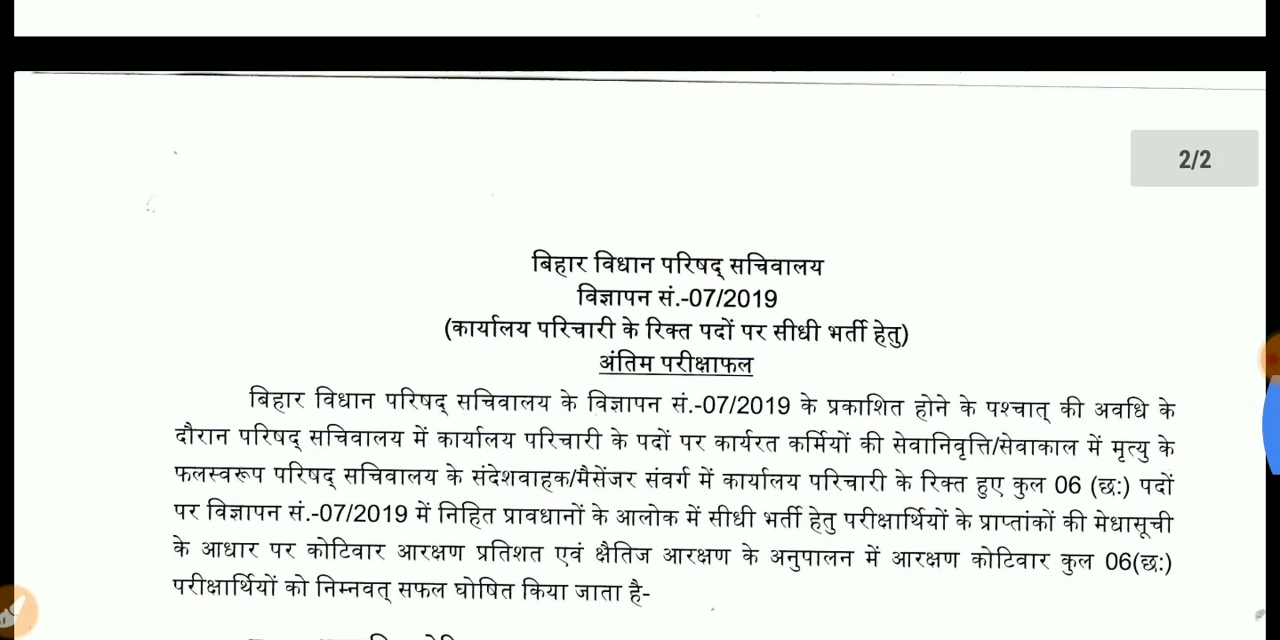 2/2
बिहार विधान परिषद् सचिवालय
विज्ञापन सं.-07/2019
(कार्यालय परिचारी के रिक्त पदों पर सीधी भर्ती हेतु)
अंतिम परीक्षाफल
बिहार विधान परिषद् सचिवालय के विज्ञापन सं.-07/2019 के प्रकाशित होने के पश्चात् की अवधि के
दौरान परिषद् सचिवालय में कार्यालय परिचारी के पदों पर कार्यरत कर्मियों की सेवानिवृत्ति/सेवाकाल में मृत्यु के
फलस्वरूप परिषद् सचिवालय के संदेशवाहक/मैसेंजर संवर्ग में कार्यालय परिचारी के रिक्त हुए कुल 06 (छः) पदों
पर विज्ञापन सं.-07/2019 में निहित प्रावधानों के आलोक में सीधी भर्ती हेतु परीक्षार्थियों के प्राप्तांकों की मेधासूची
के आधार पर कोटिवार आरक्षण प्रतिशत एवं क्षैतिज आरक्षण के अनुपालन में आरक्षण कोटिवार कुल 06(छः)
परीक्षार्थियों को निम्नवत् सफल घोषित किया जाता है-